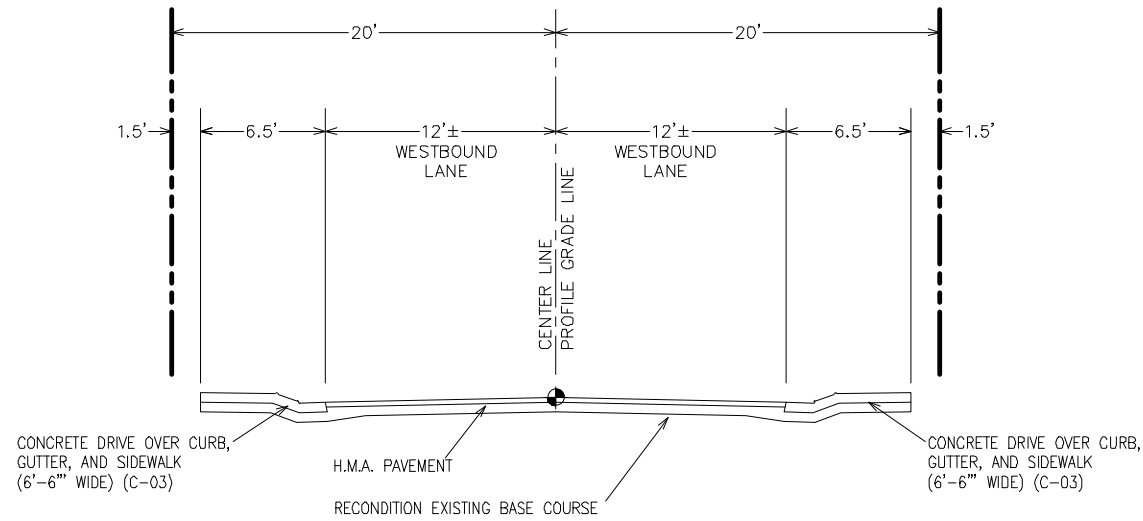 20'
20'
1.5'
6.5'
12'±
12'±
6.5'
1.5'
WESTBOUND
LANE
WESTBOUND
LANE
CENTER LINE
PROFILE GRADE LINE
CONCRETE DRIVE OVER CURB,
GUTTER, AND SIDEWALK
(6'-6"' WIDE) (C-03)
H.M.A. PAVEMENT
RECONDITION EXISTING BASE COURSE
CONCRETE DRIVE OVER CURB,
GUTTER, AND SIDEWALK
(6'-6"' WIDE) (C-03)